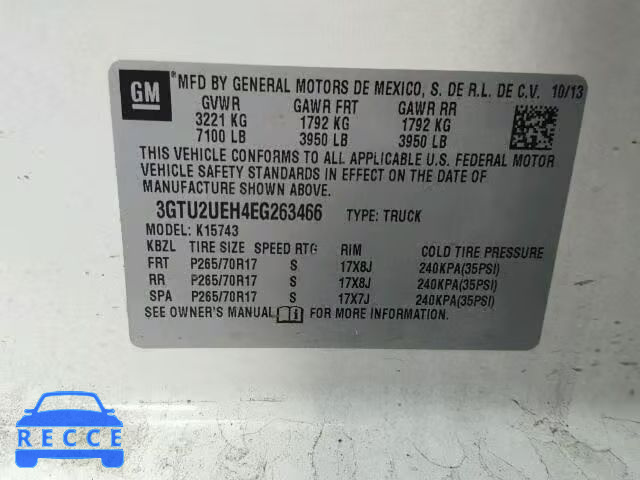 GM ® MFD BY GENERAL MOTORS DE MEXICO, S. DE R.L. DE C.V. 10/13
GVWR GAWR FRT GAWR RR
3221 KG 1792 KG 1792 KG
7100 LB 3950 LB 3950 LB
THIS VEHICLE CONFORMS TO ALL APPLICABLE U.S. FEDERAL MOTOR
VEHICLE SAFETY STANDARDS IN EFFECT ON THE DATE OF
MANUFACTURE SHOWN ABOVE.
3GTU2UEH4EG263466 TYPE: TRUCK
MODEL: K15743
KBZL TIRE SIZE SPEED RTG RIM COLD TIRE PRESSURE
FRT P265/70R17 S 17X8J 240KPA(35PSI)
RR P265/70R17 S 17X8J 240KPA(35PSI)
SPA P265/70R17 S 17X7J 240KPA(35PSI)
SEE OWNER'S MANUAL FOR MORE INFORMATION.
RECCE